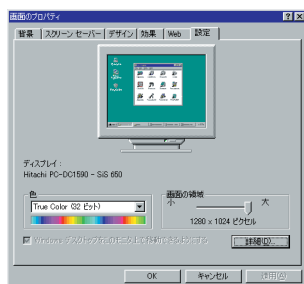 画面のプロパティ
背景 スクリーン セーバー デザイン 効果 Web 設定
ディスプレイ :
Hitachi PC-DC1590 - SiS 650
色
True Color (32 ビット)
画面の領域
小 大
1280 x 1024 ピクセル
詳細(D)...
OK キャンセル 適用(A)